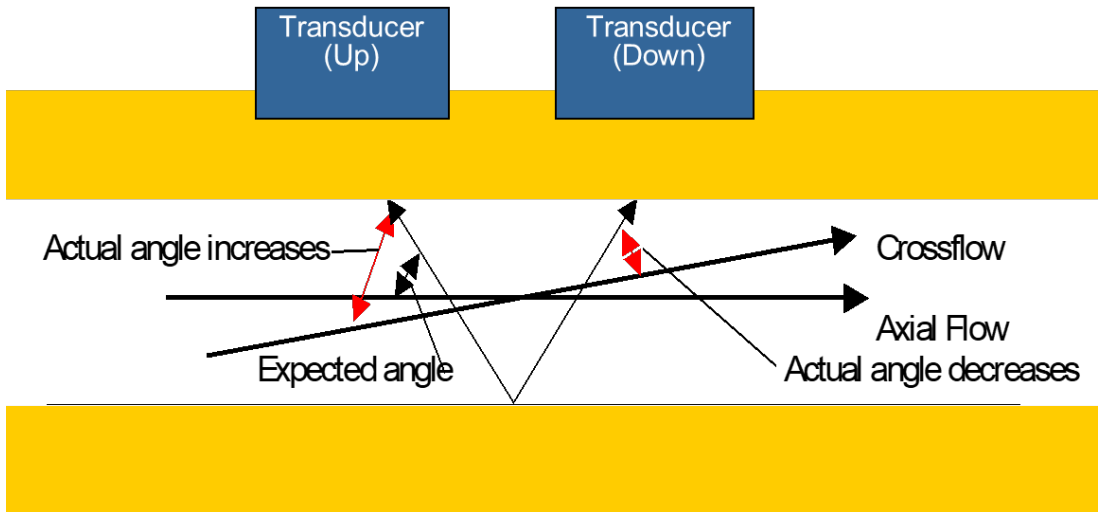 Transducer
(Up)
Transducer
(Down)
Actual angle increases
Crossflow
Axial Flow
Expected angle
Actual angle decreases